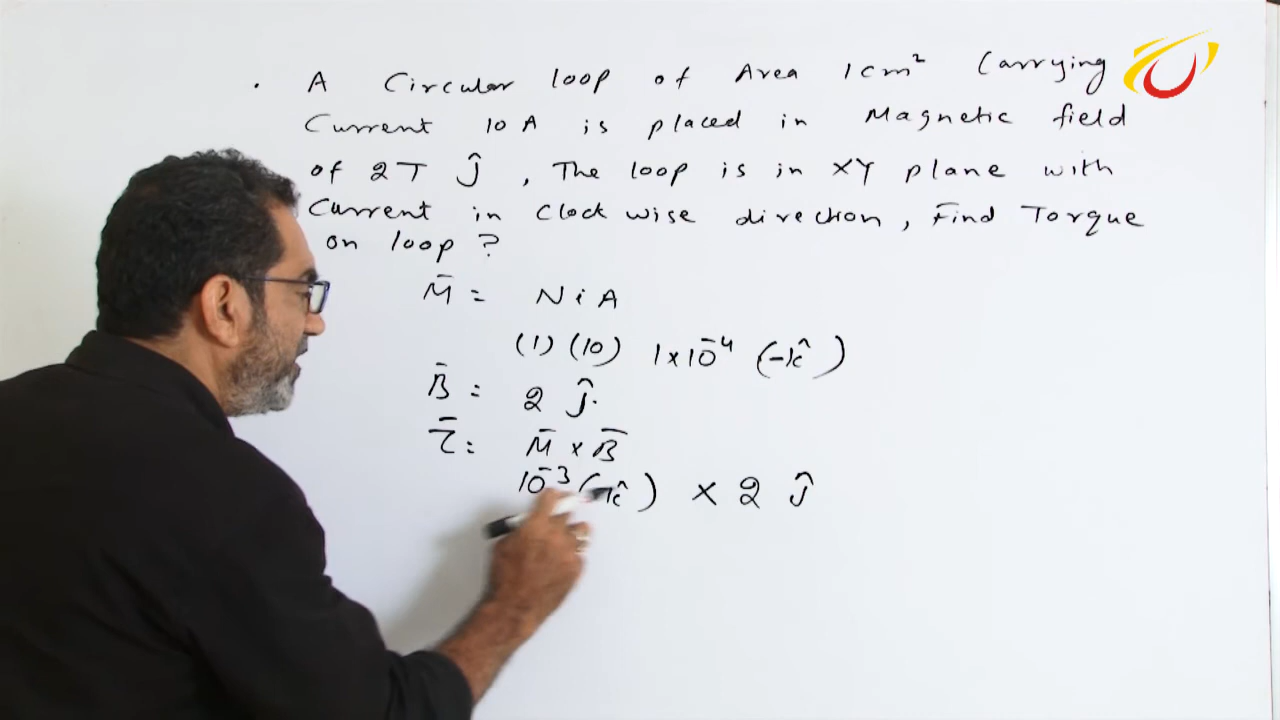 . A Circular loop of Area 1cm² Carrying
Current 10 A is placed in Magnetic field
of 2T ĵ , The loop is in XY plane with
Current in Clock wise direction, Find Torque
on loop ?
M̄ = N i A
(1) (10) 1 x 10⁻⁴ (-k̂)
B̄ = 2 ĵ.
τ̄ = M̄ x B̄
10⁻³ (-k̂) x 2 ĵ